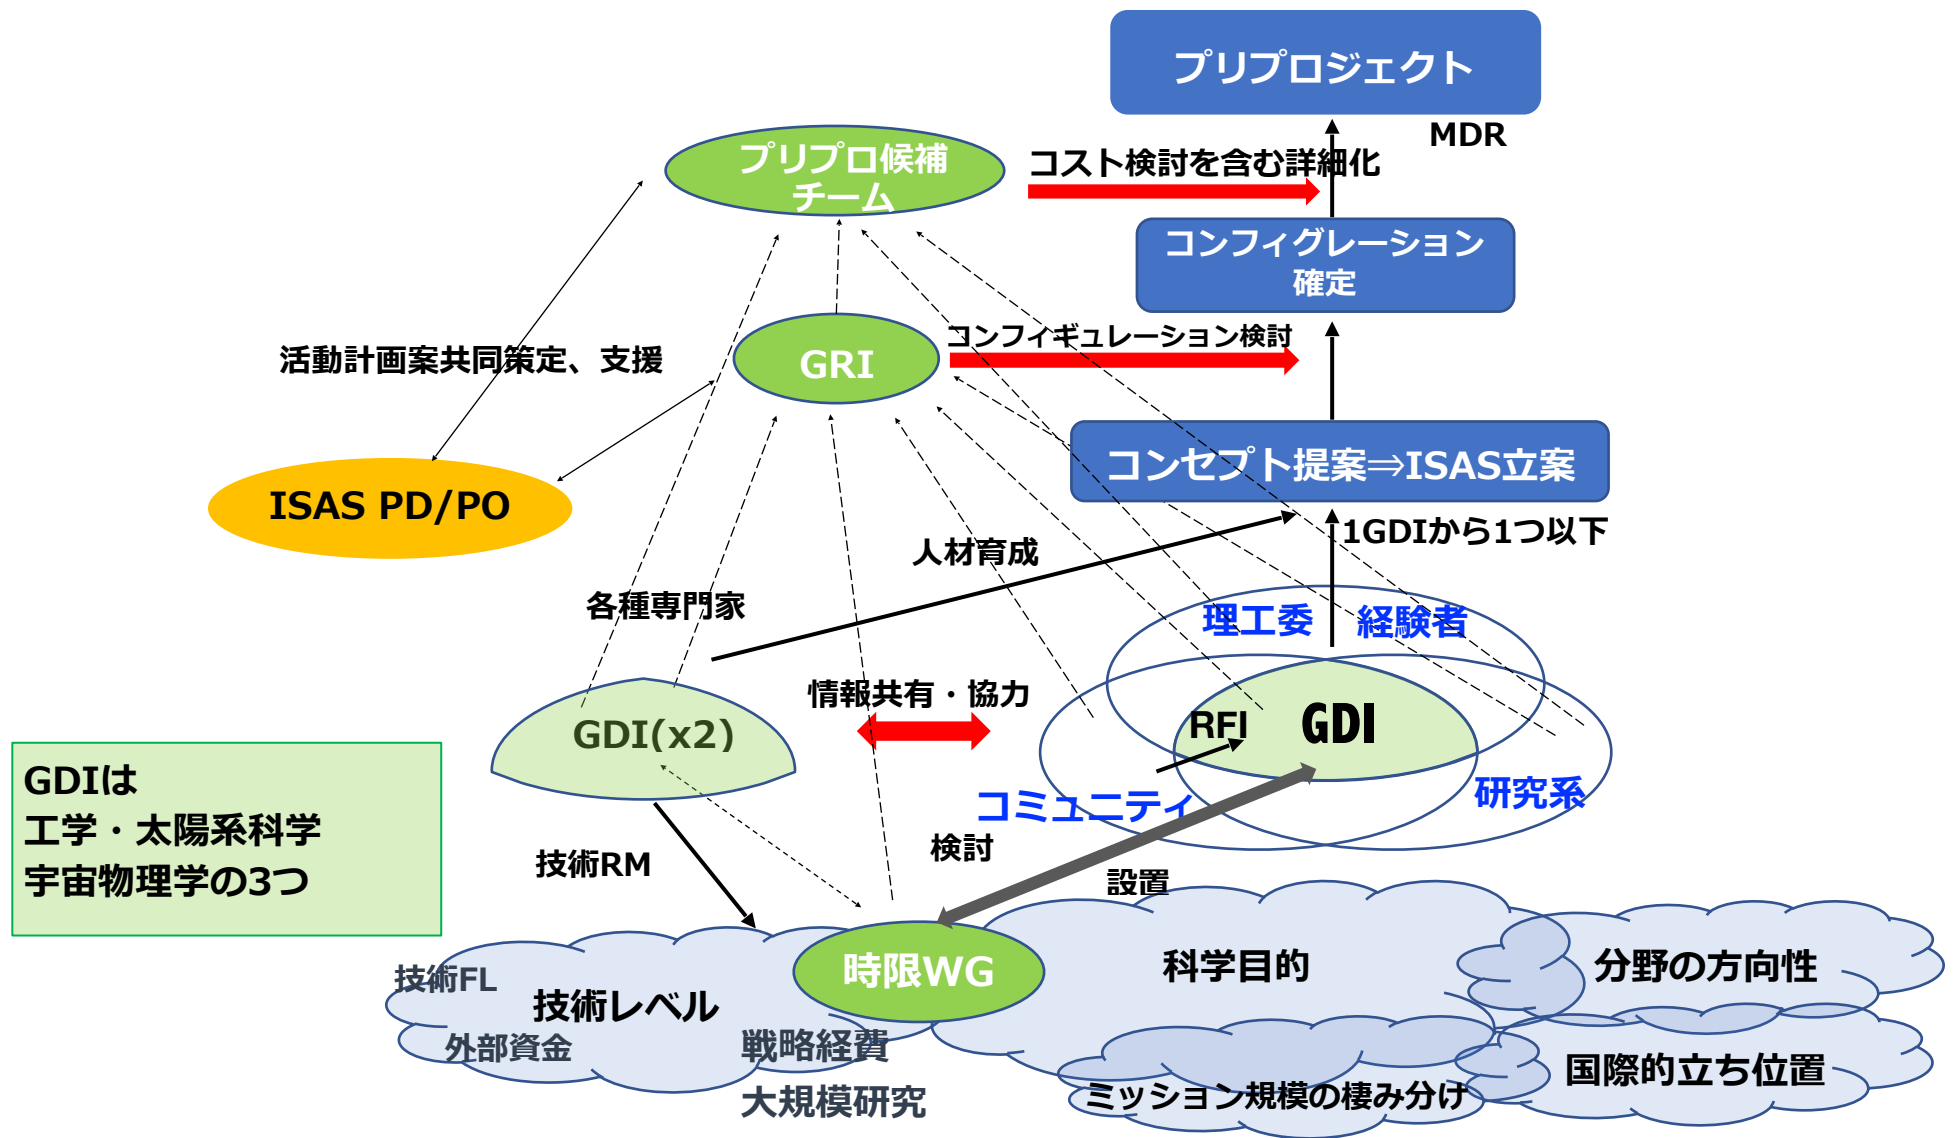 プリプロジェクト
MDR
プリプロ候補
チーム
コスト検討を含む詳細化
コンフィグレーション
確定
コンフィギュレーション検討
GRI
活動計画案共同策定、支援
コンセプト提案⇒ISAS立案
ISAS PD/PO
1GDIから1つ以下
人材育成
各種専門家
理工委
経験者
情報共有・協力
GDI(x2)
RFI
GDI
GDIは
工学・太陽系科学
宇宙物理学の3つ
コミュニティ
研究系
検討
技術RM
設置
時限WG
科学目的
分野の方向性
技術FL
技術レベル
外部資金
戦略経費
国際的立ち位置
大規模研究
ミッション規模の棲み分け